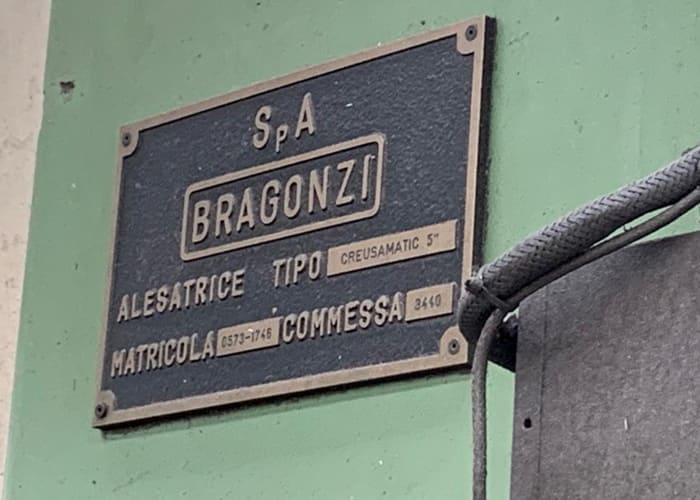 SpA
BRAGONZI
ALESATRICE TIPO CREUSAMATIC 5"
MATRICOLA 0573-1746 COMMESSA 3440